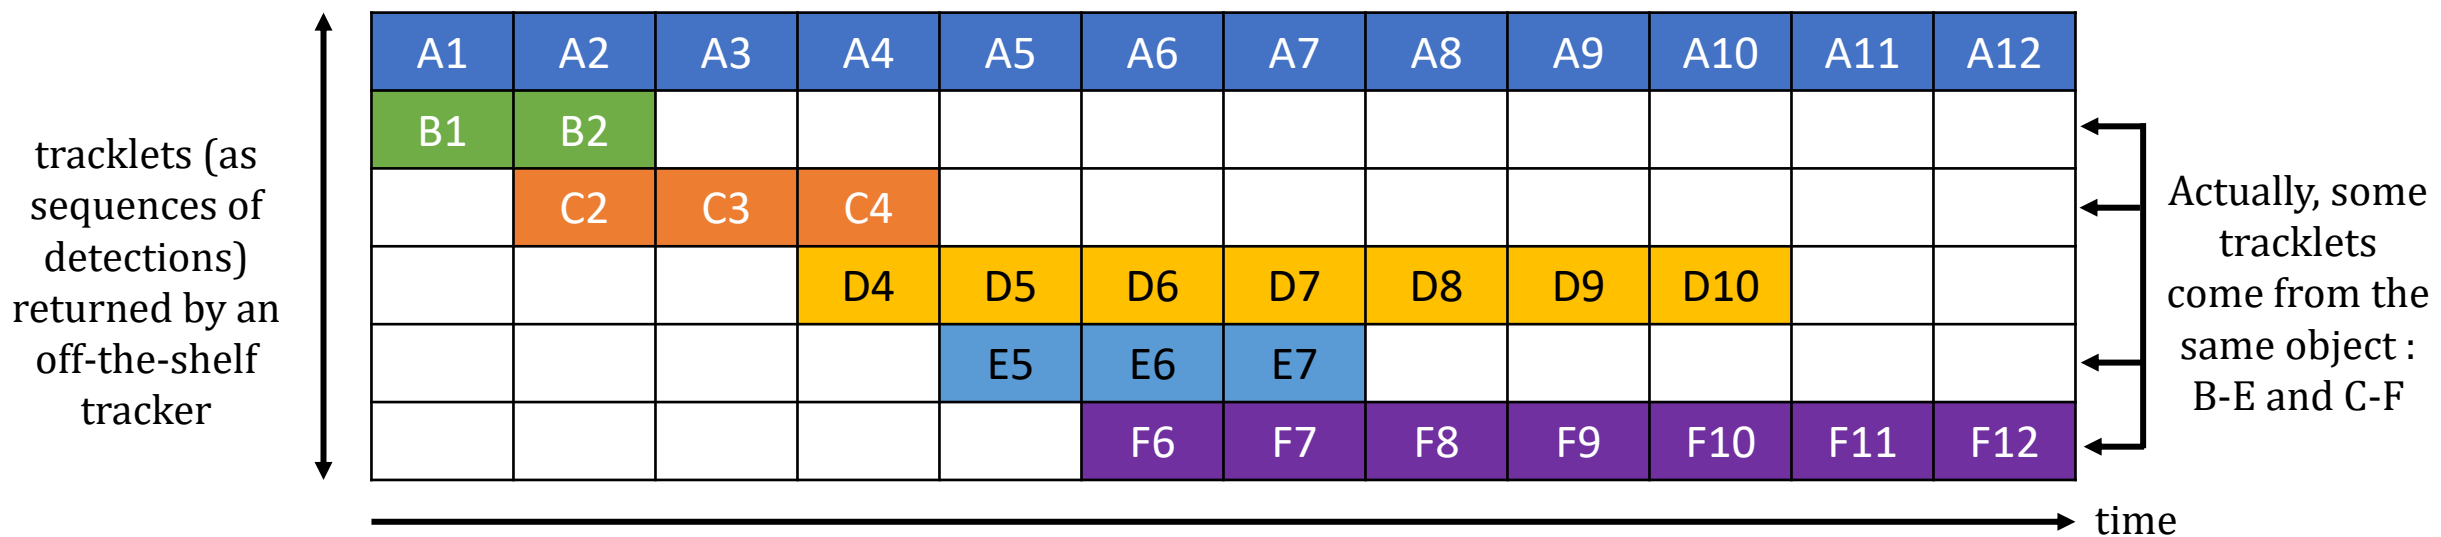 tracklets (as
sequences of
detections)
returned by an
off-the-shelf
tracker
A1 A2 A3 A4 A5 A6 A7 A8 A9 A10 A11 A12
B1 B2
C2 C3 C4
D4 D5 D6 D7 D8 D9 D10
E5 E6 E7
F6 F7 F8 F9 F10 F11 F12
Actually, some
tracklets
come from the
same object :
B-E and C-F
time